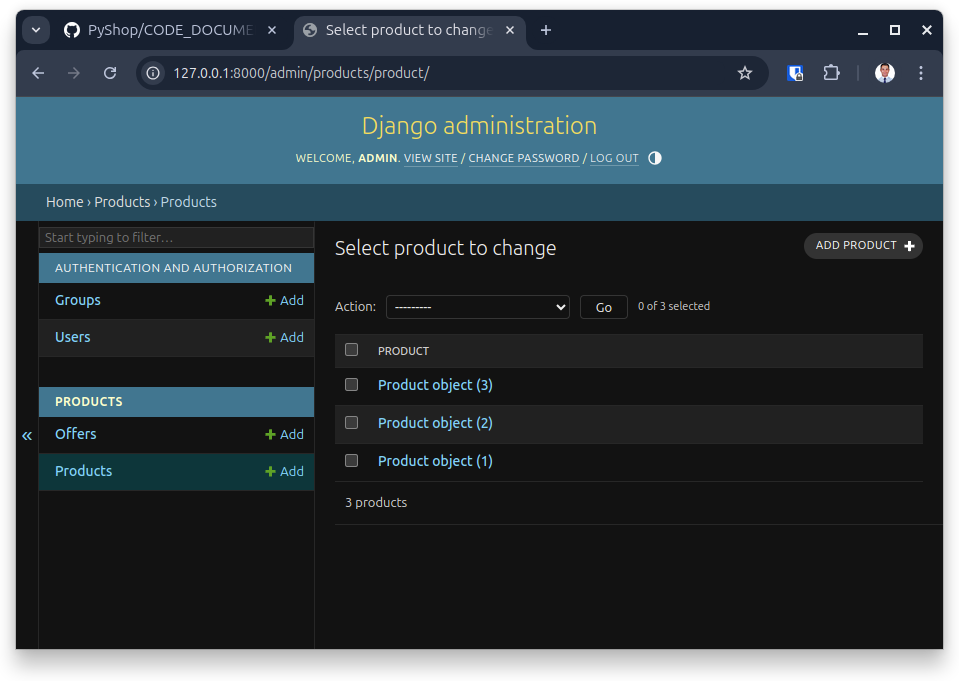 PyShop/CODE_DOCUME
Select product to change
127.0.0.1:8000/admin/products/product/
Django administration
WELCOME, ADMIN. VIEW SITE / CHANGE PASSWORD / LOG OUT
Home › Products › Products
Start typing to filter…
AUTHENTICATION AND AUTHORIZATION
Groups Add
Users Add
PRODUCTS
Offers Add
Products Add
«
Select product to change
ADD PRODUCT
Action: --------- Go 0 of 3 selected
PRODUCT
Product object (3)
Product object (2)
Product object (1)
3 products